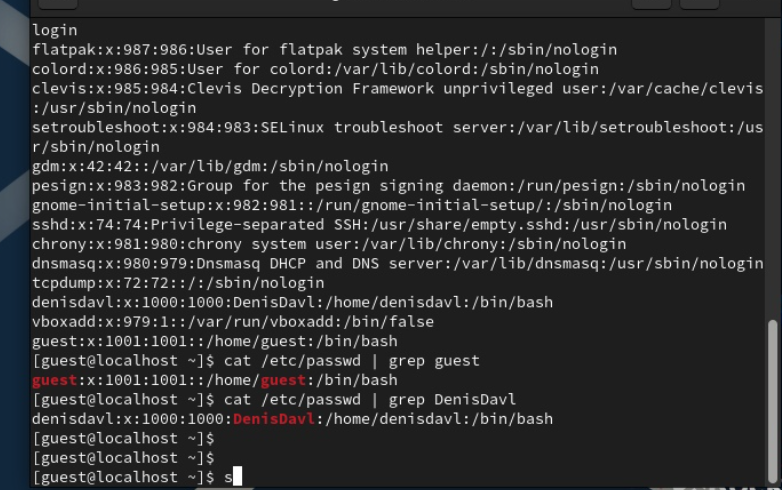 login
flatpak:x:987:986:User for flatpak system helper:/:/sbin/nologin
colord:x:986:985:User for colord:/var/lib/colord:/sbin/nologin
clevis:x:985:984:Clevis Decryption Framework unprivileged user:/var/cache/clevis
:/usr/sbin/nologin
setroubleshoot:x:984:983:SELinux troubleshoot server:/var/lib/setroubleshoot:/us
r/sbin/nologin
gdm:x:42:42::/var/lib/gdm:/sbin/nologin
pesign:x:983:982:Group for the pesign signing daemon:/run/pesign:/sbin/nologin
gnome-initial-setup:x:982:981::/run/gnome-initial-setup/:/sbin/nologin
sshd:x:74:74:Privilege-separated SSH:/usr/share/empty.sshd:/usr/sbin/nologin
chrony:x:981:980:chrony system user:/var/lib/chrony:/sbin/nologin
dnsmasq:x:980:979:Dnsmasq DHCP and DNS server:/var/lib/dnsmasq:/usr/sbin/nologin
tcpdump:x:72:72::/:/sbin/nologin
denisdavl:x:1000:1000:DenisDavl:/home/denisdavl:/bin/bash
vboxadd:x:979:1::/var/run/vboxadd:/bin/false
guest:x:1001:1001::/home/guest:/bin/bash
[guest@localhost ~]$ cat /etc/passwd | grep guest
guest:x:1001:1001::/home/guest:/bin/bash
[guest@localhost ~]$ cat /etc/passwd | grep DenisDavl
denisdavl:x:1000:1000:DenisDavl:/home/denisdavl:/bin/bash
[guest@localhost ~]$
[guest@localhost ~]$
[guest@localhost ~]$ s